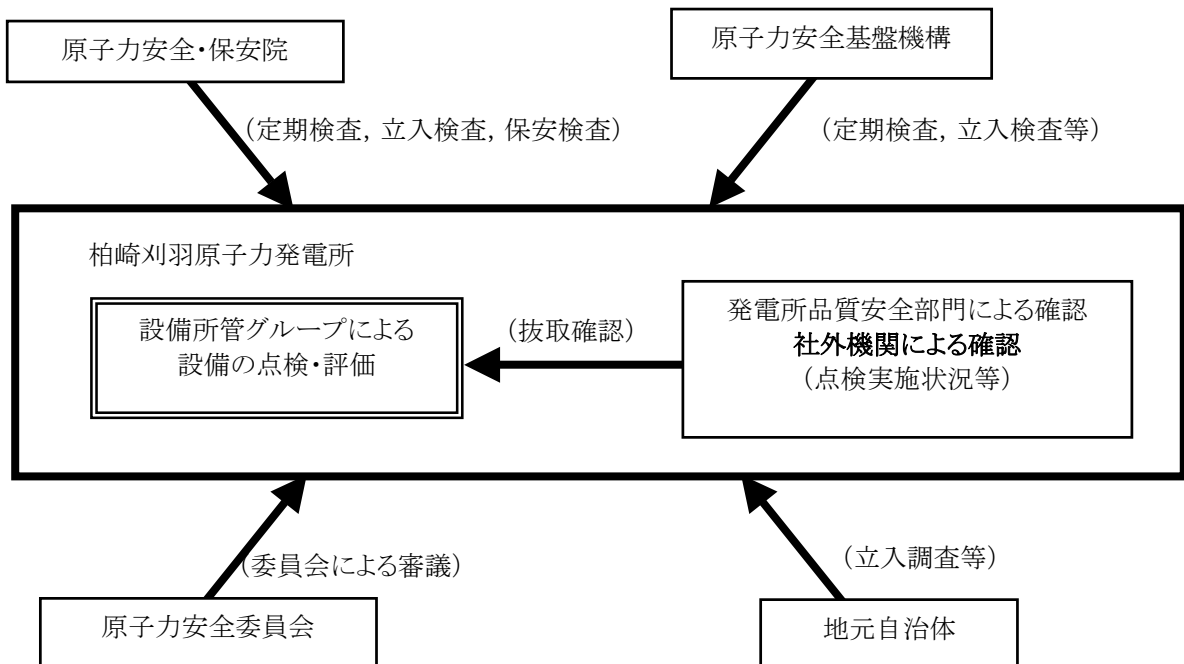 原子力安全・保安院
原子力安全基盤機構
(定期検査, 立入検査, 保安検査)
(定期検査, 立入検査等)
柏崎刈羽原子力発電所
設備所管グループによる
設備の点検・評価
(抜取確認)
発電所品質安全部門による確認
社外機関による確認
(点検実施状況等)
(委員会による審議)
(立入調査等)
原子力安全委員会
地元自治体